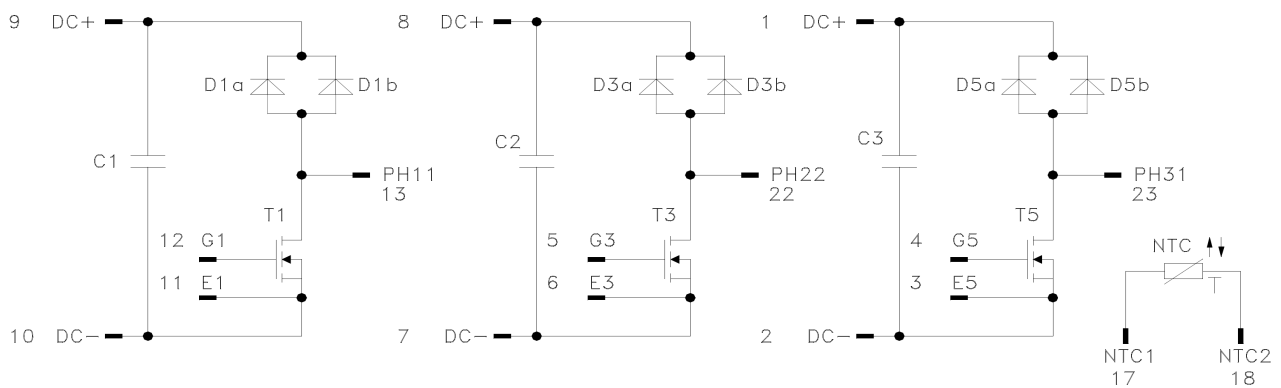 9 DC+
D1a D1b
C1
PH11
13
T1
12 G1
11 E1
10 DC-
8 DC+
D3a D3b
C2
PH22
22
T3
5 G3
6 E3
7 DC-
1 DC+
D5a D5b
C3
PH31
23
T5
4 G5
3 E5
2 DC-
NTC
T
NTC1
17
NTC2
18